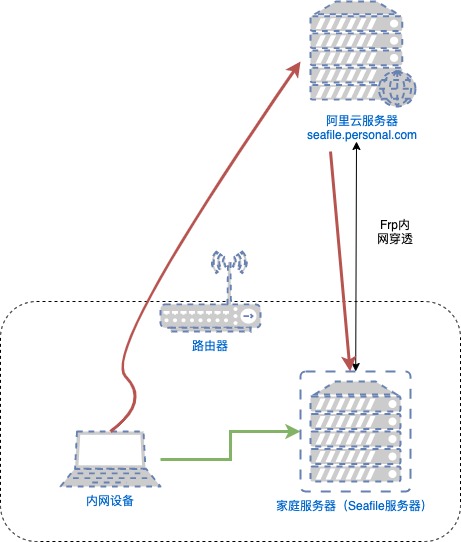 阿里云服务器
seafile.personal.com
Frp内
网穿透
路由器
内网设备
家庭服务器（Seafile服务器）